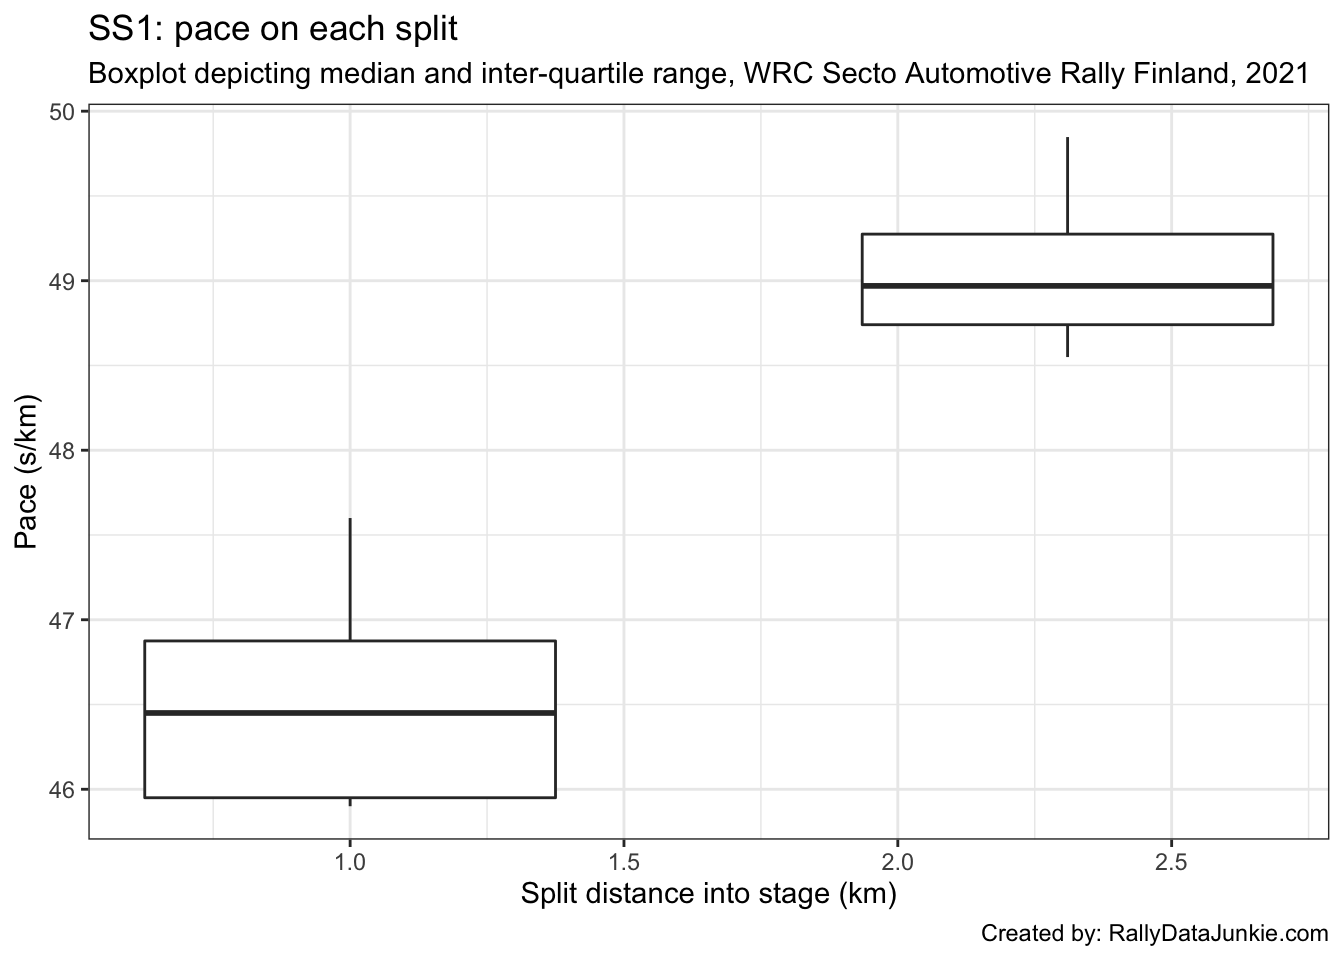 SS1: pace on each split
Boxplot depicting median and inter-quartile range, WRC Secto Automotive Rally Finland, 2021
50
49
48
47
46
Pace (s/km)
1.0 1.5 2.0 2.5
Split distance into stage (km)
Created by: RallyDataJunkie.com